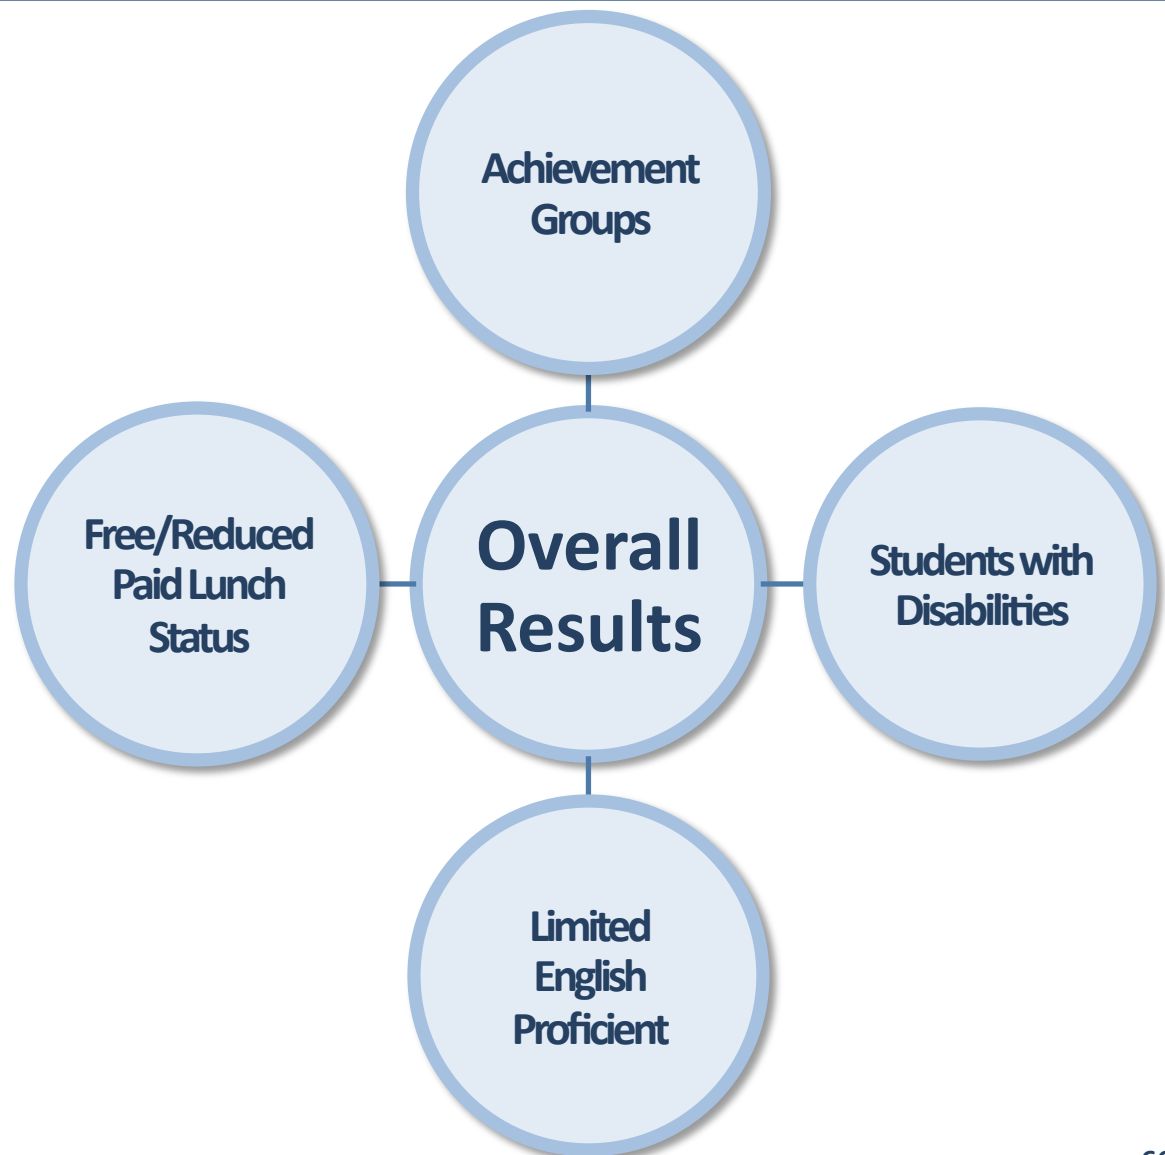 Achievement
Groups
Free/Reduced
Paid Lunch
Status
Overall
Results
Students with
Disabilities
Limited
English
Proficient